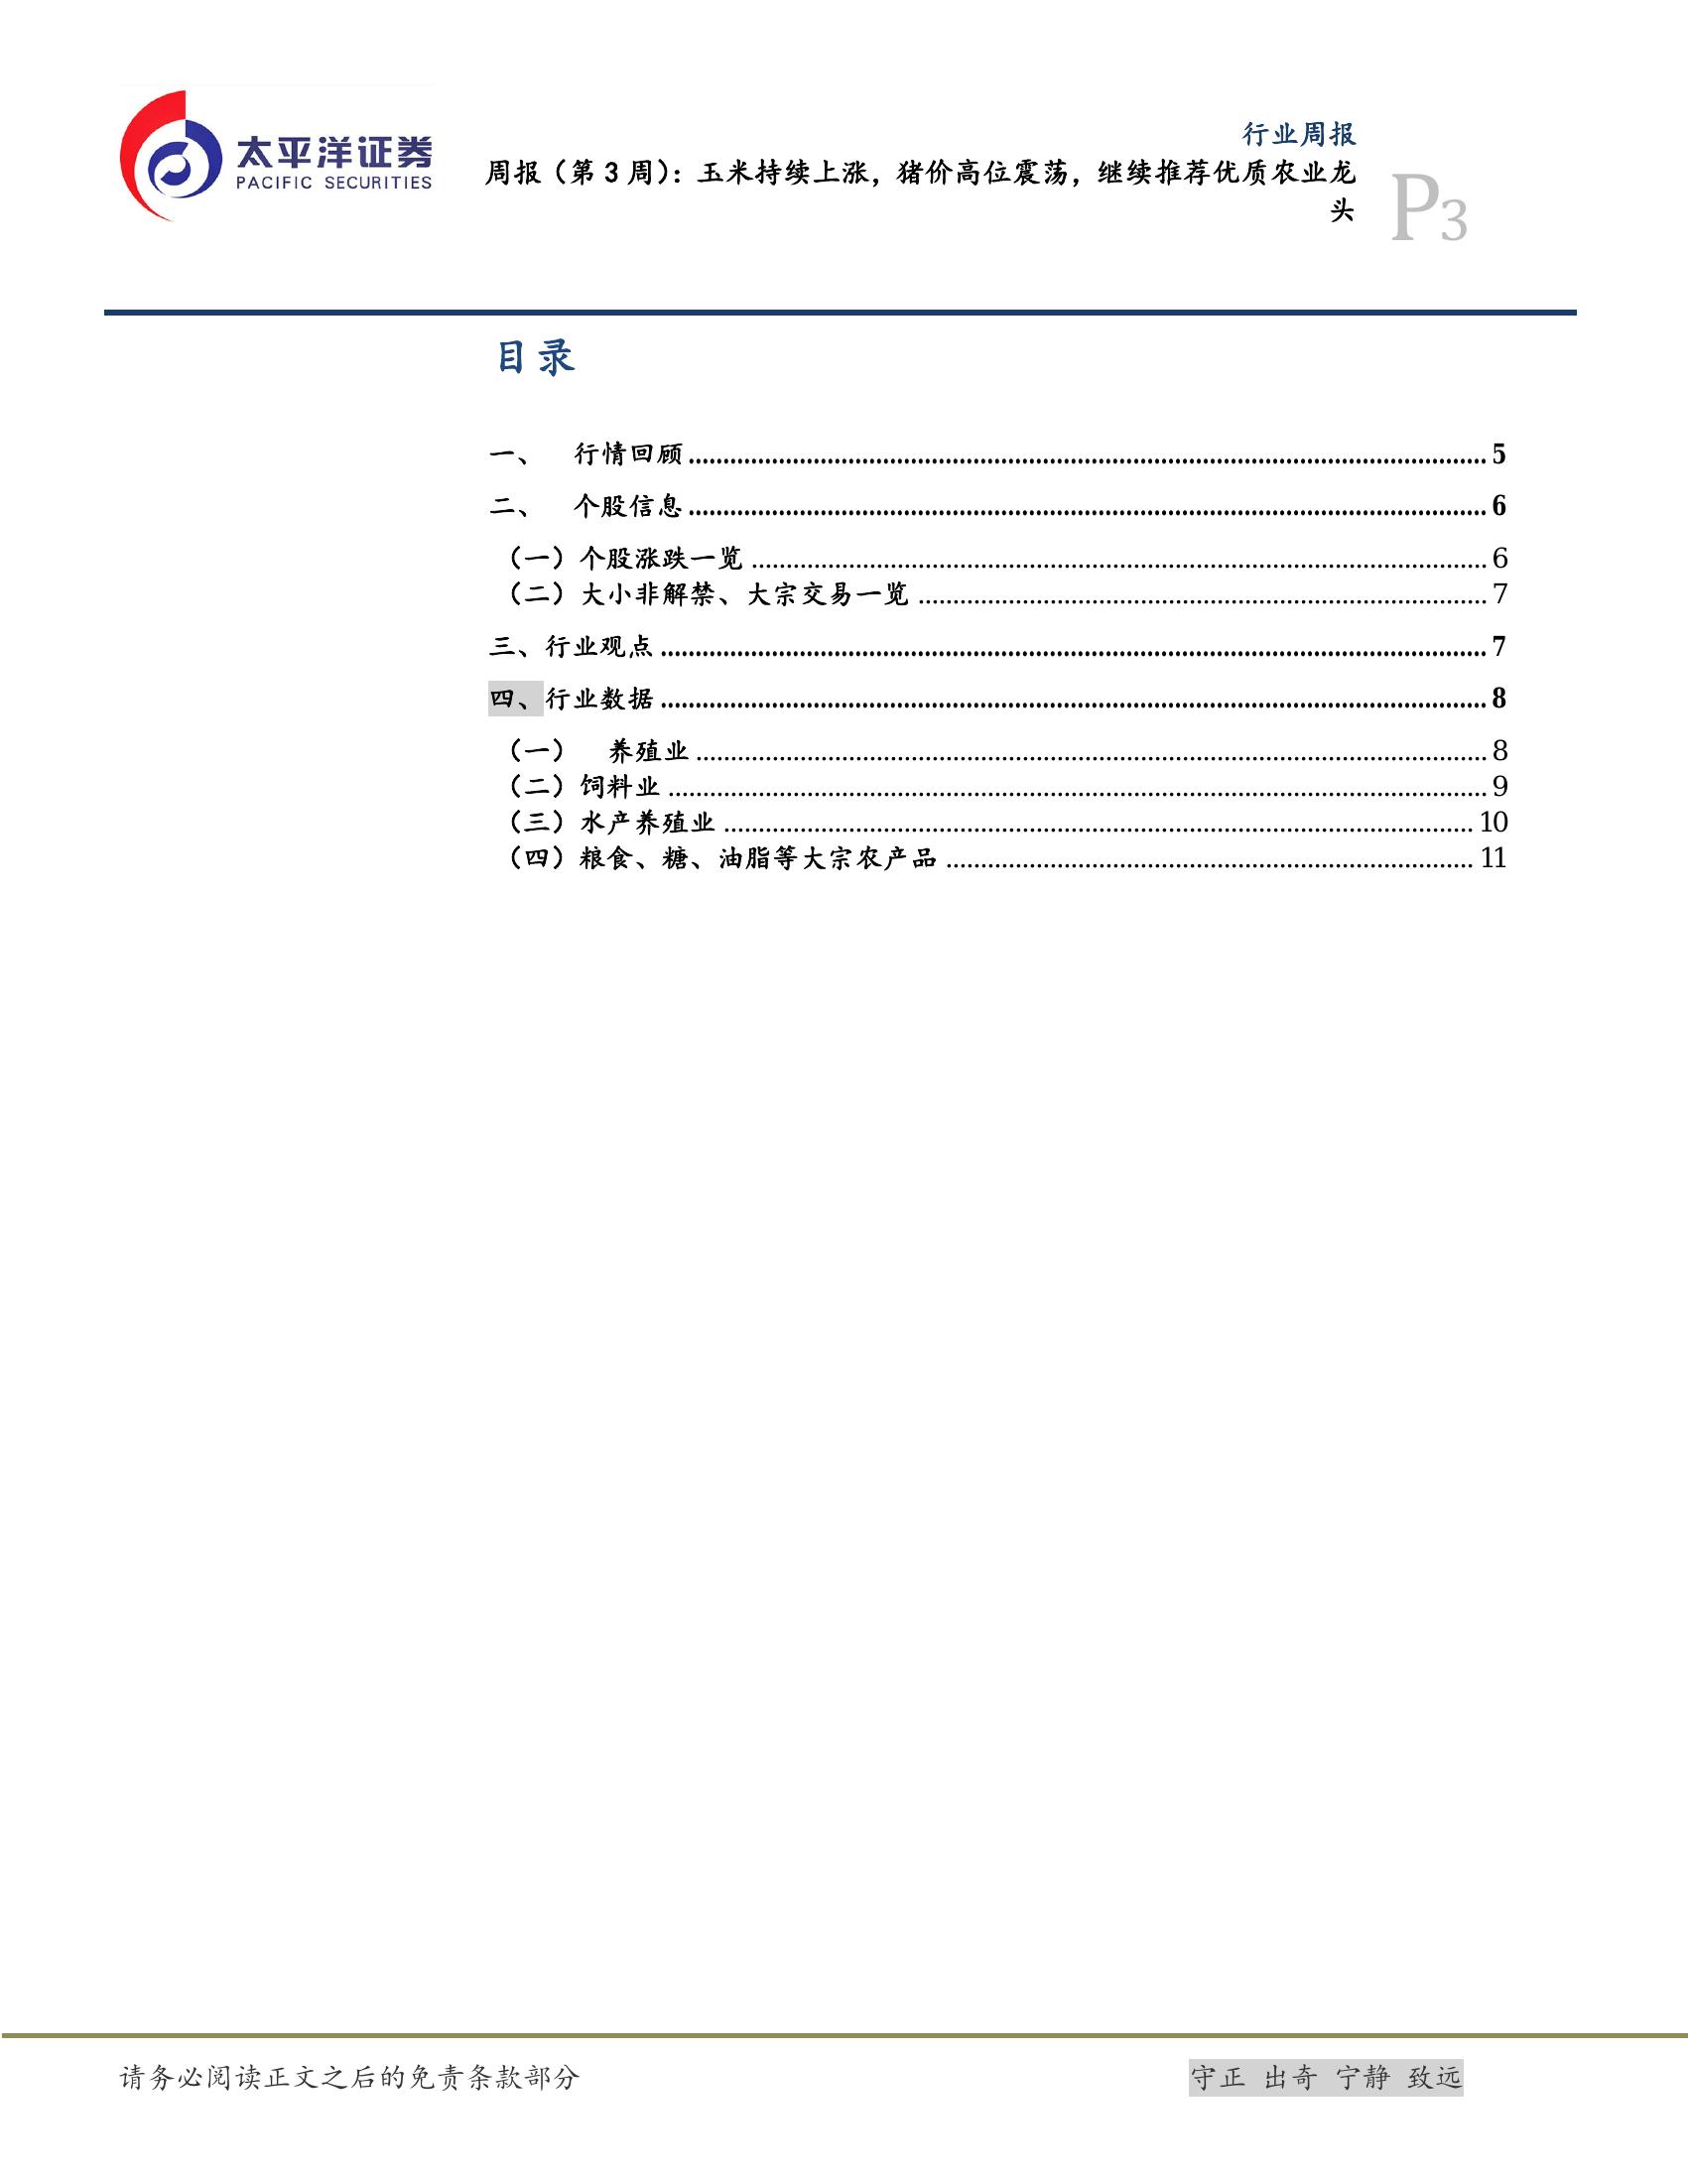 太平洋证券
PACIFIC SECURITIES
行业周报
周报（第 3 周）：玉米持续上涨，猪价高位震荡，继续推荐优质农业龙
头
P3
目录
一、 行情回顾 5
二、 个股信息 6
（一）个股涨跌一览 6
（二）大小非解禁、大宗交易一览 7
三、行业观点 7
四、行业数据 8
（一） 养殖业 8
（二）饲料业 9
（三）水产养殖业 10
（四）粮食、糖、油脂等大宗农产品 11
请务必阅读正文之后的免责条款部分
守正 出奇 宁静 致远